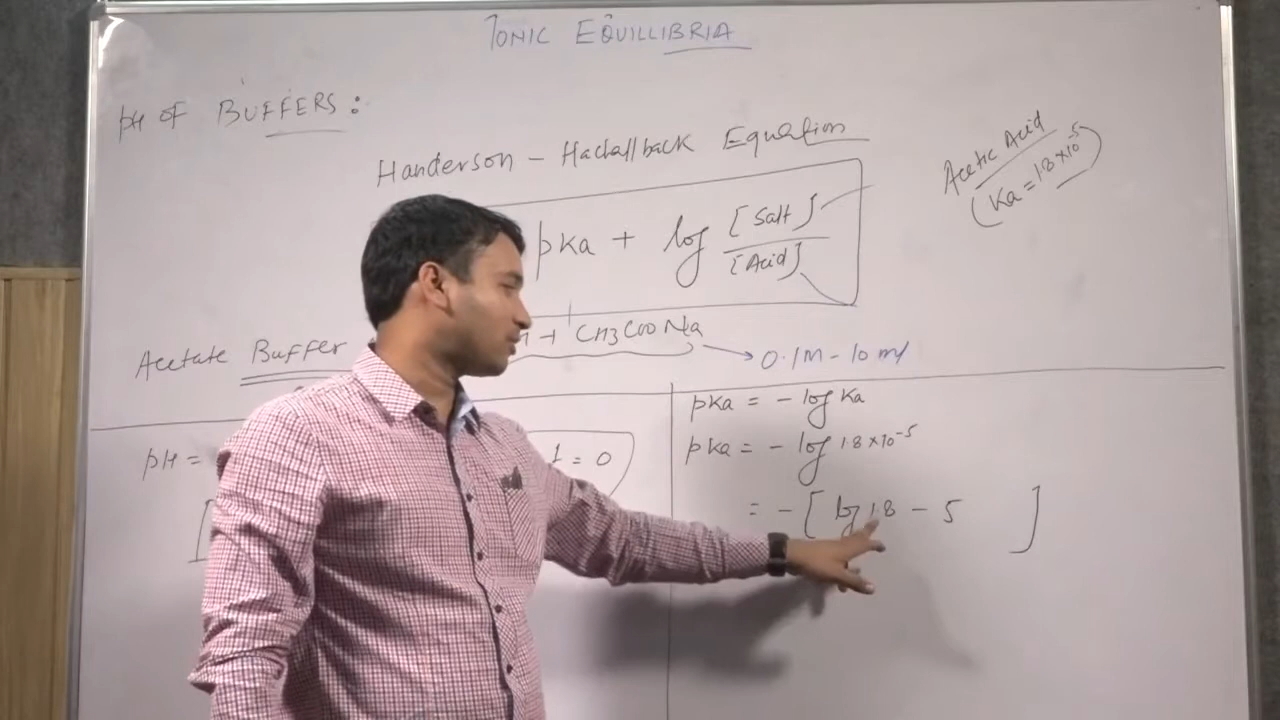 IONIC EQUILLIBRIA
pH OF BUFFERS:
Handerson - Hachallback Equation
Acetic Acid
(Ka = 1.8 × 10⁻⁵)
pKa + log [Salt] / [Acid]
Acetate Buffer + CH3COONa → 0.1M - 10 ml
pH =
1 = 0
pKa = - log Ka
pKa = - log 1.8 × 10⁻⁵
= - [ log 1.8 - 5 ]